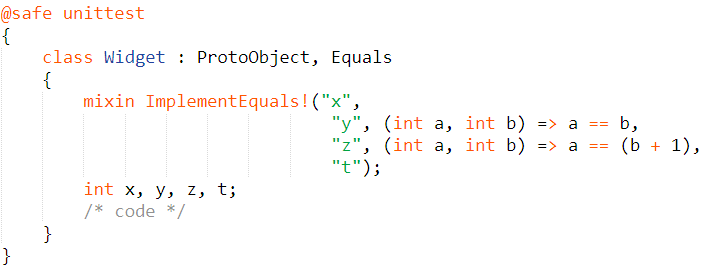 @safe unittest
{
    class Widget : ProtoObject, Equals
    {
        mixin ImplementEquals!("x",
                                "y", (int a, int b) => a == b,
                                "z", (int a, int b) => a == (b + 1),
                                "t");
        int x, y, z, t;
        /* code */
    }
}